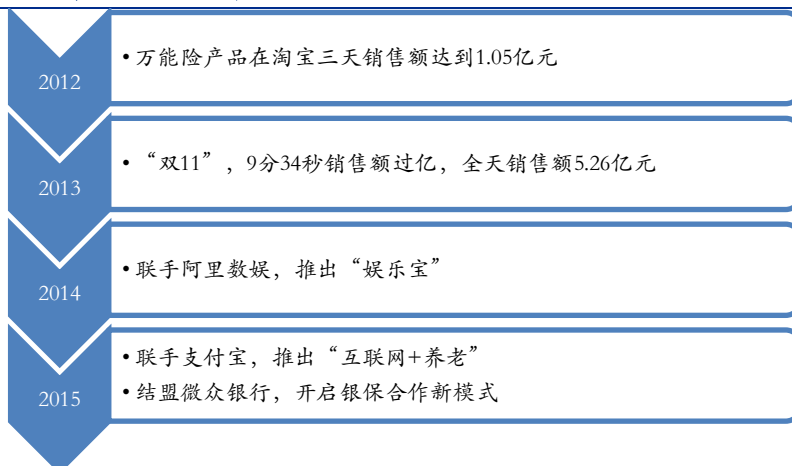 2012
•万能险产品在淘宝三天销售额达到1.05亿元
2013
•“双11”，9分34秒销售额过亿，全天销售额5.26亿元
2014
•联手阿里数娱，推出“娱乐宝”
2015
•联手支付宝，推出“互联网+养老”
•结盟微众银行，开启银保合作新模式